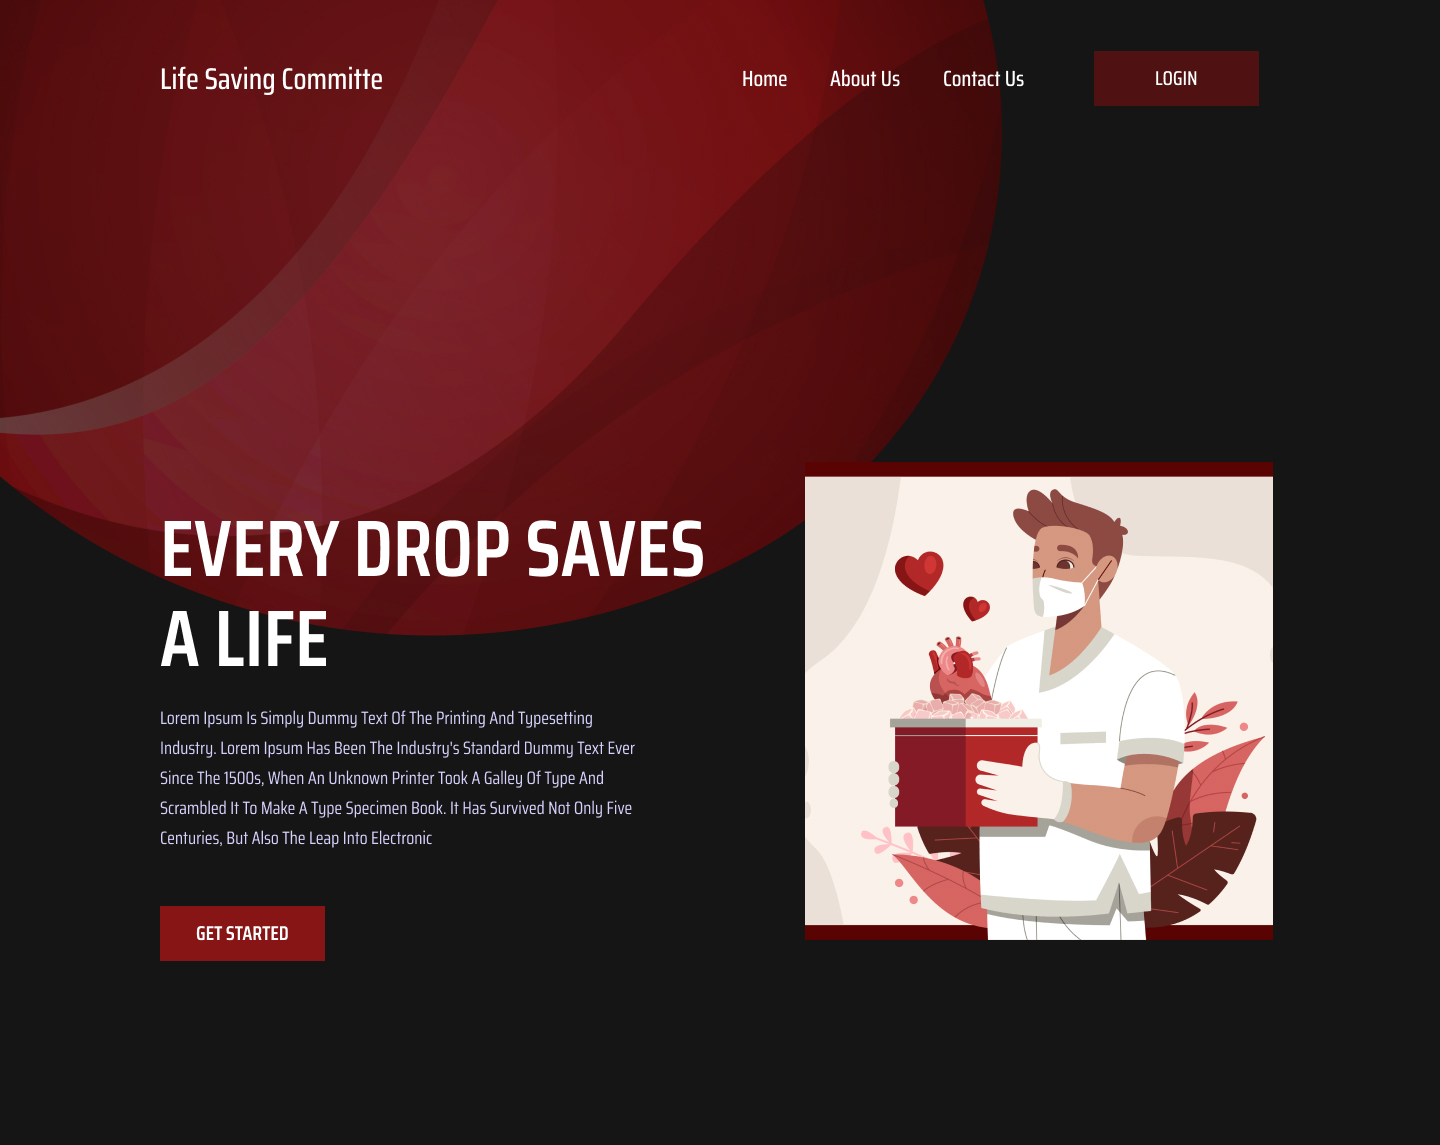 Life Saving Committe
Home
About Us
Contact Us
LOGIN
EVERY DROP SAVES
A LIFE
Lorem Ipsum Is Simply Dummy Text Of The Printing And Typesetting
Industry. Lorem Ipsum Has Been The Industry's Standard Dummy Text Ever
Since The 1500s, When An Unknown Printer Took A Galley Of Type And
Scrambled It To Make A Type Specimen Book. It Has Survived Not Only Five
Centuries, But Also The Leap Into Electronic
GET STARTED